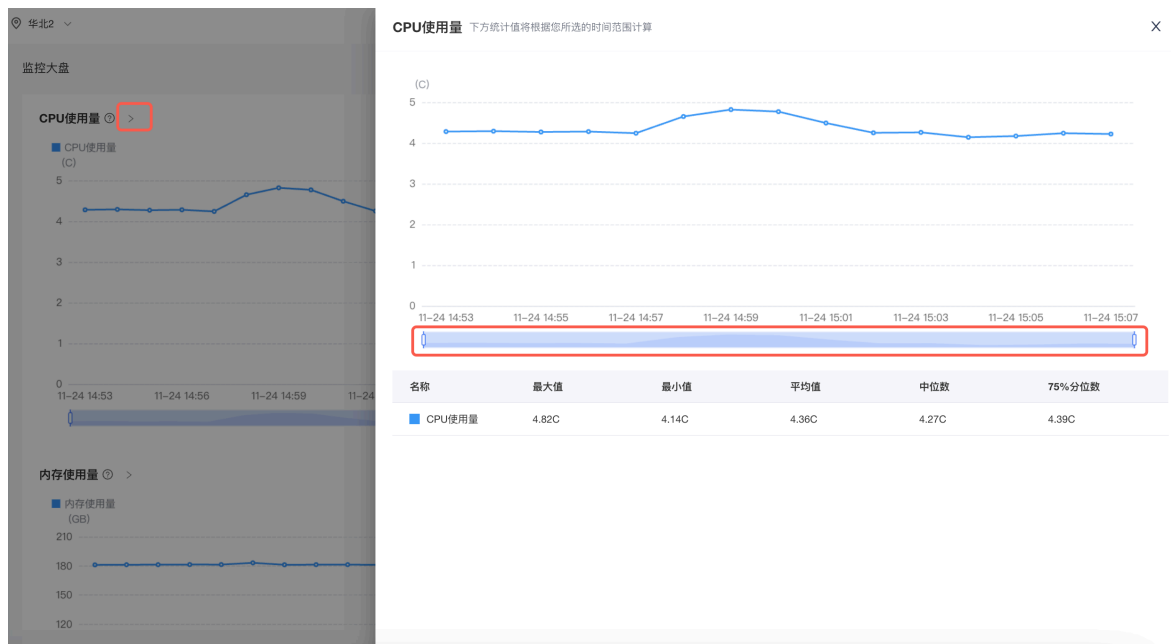 华北2
监控大盘
CPU使用量
CPU使用量
(C)
5
4
3
2
1
0
11-24 14:53 11-24 14:56 11-24 14:59 11-24
内存使用量
内存使用量
(GB)
210
180
150
120
CPU使用量 下方统计值将根据您所选的时间范围计算
(C)
5
4
3
2
1
0
11-24 14:53 11-24 14:55 11-24 14:57 11-24 14:59 11-24 15:01 11-24 15:03 11-24 15:05 11-24 15:07
名称 最大值 最小值 平均值 中位数 75%分位数
CPU使用量 4.82C 4.14C 4.36C 4.27C 4.39C